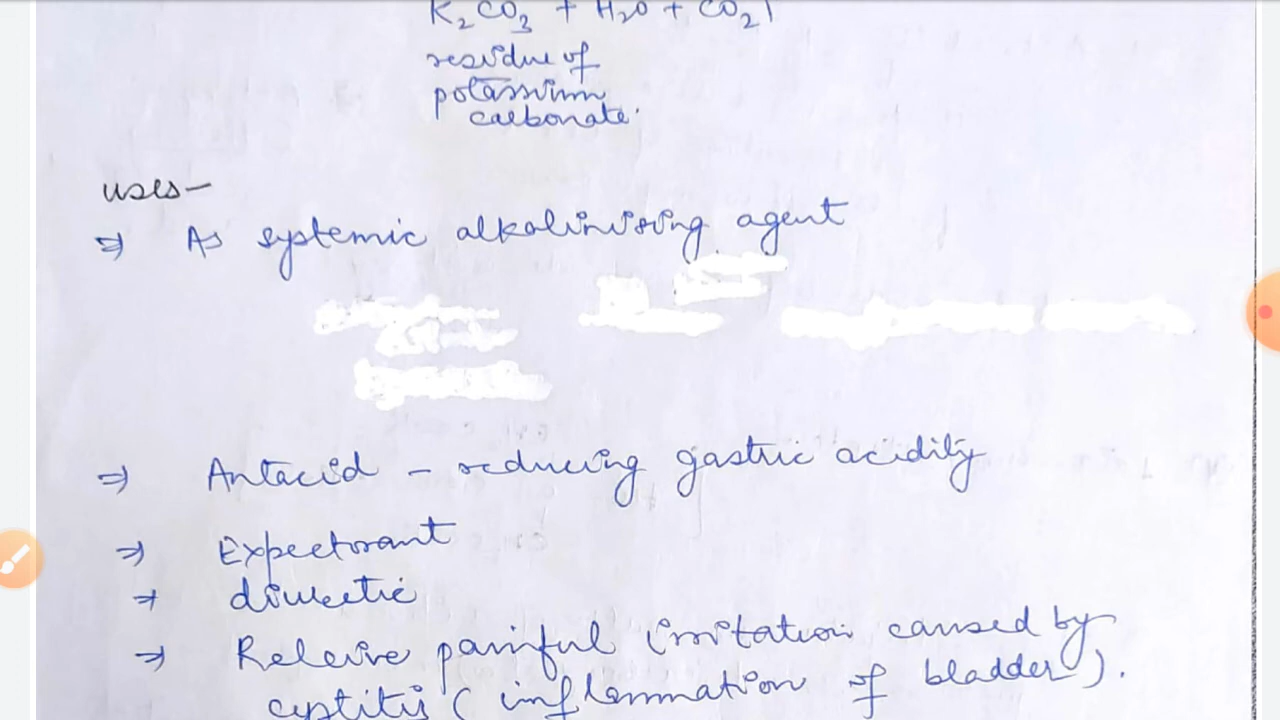 K₂CO₃ + H₂O + CO₂↑
residue of
potassium
carbonate.
uses-
⇒ As systemic alkalinising agent
⇒ Antacid - reducing gastric acidity
⇒ Expectorant
→ diuretic
⇒ Releive painful irritation caused by
cystitis (inflammation of bladder).